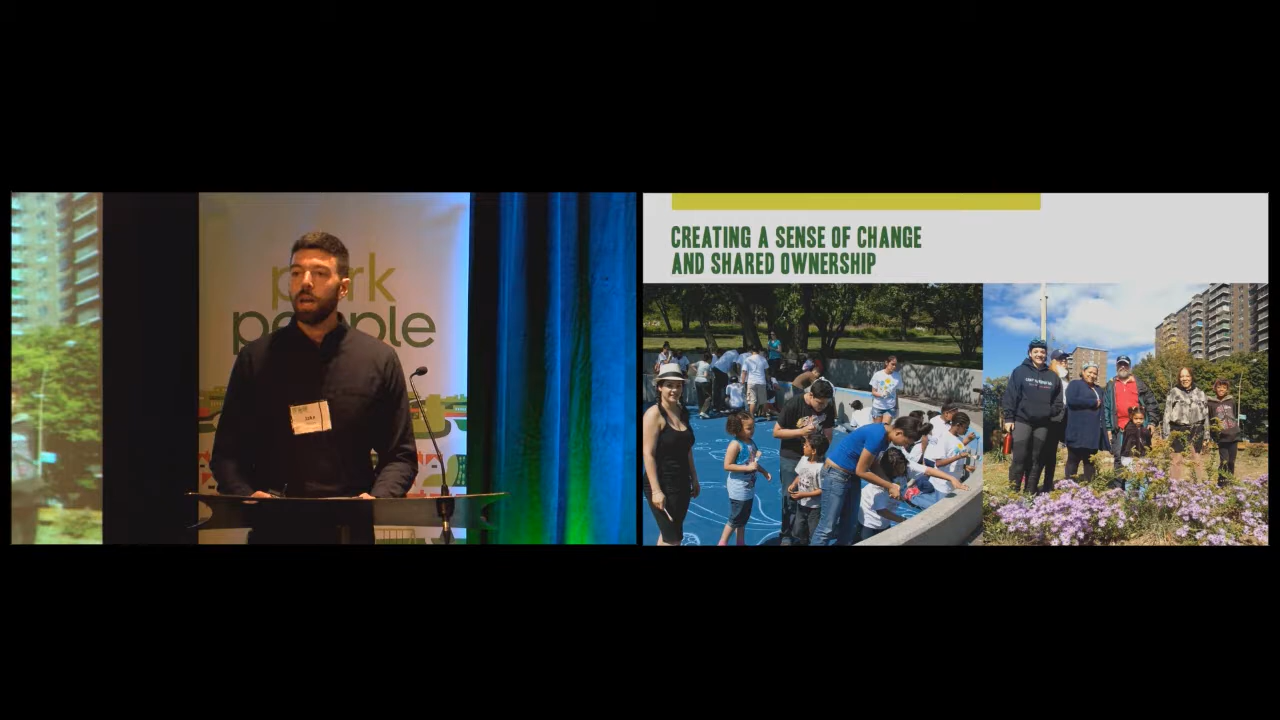 park
people
CREATING A SENSE OF CHANGE
AND SHARED OWNERSHIP